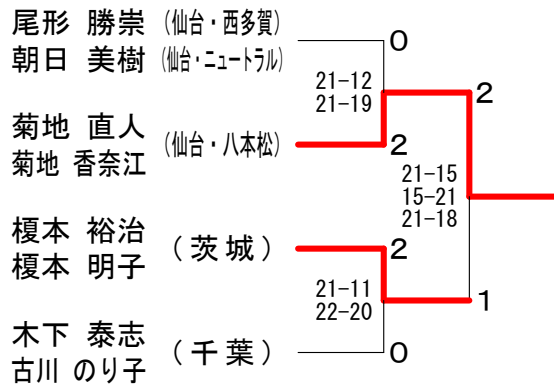 尾形 勝崇 (仙台・西多賀)
朝日 美樹 (仙台・ニュートラル)
0
21-12
21-19
2
菊地 直人
菊地 香奈江
(仙台・八本松)
2
21-15
15-21
21-18
榎本 裕治
榎本 明子
(茨城)
2
21-11
22-20
1
木下 泰志
古川 のり子
(千葉)
0